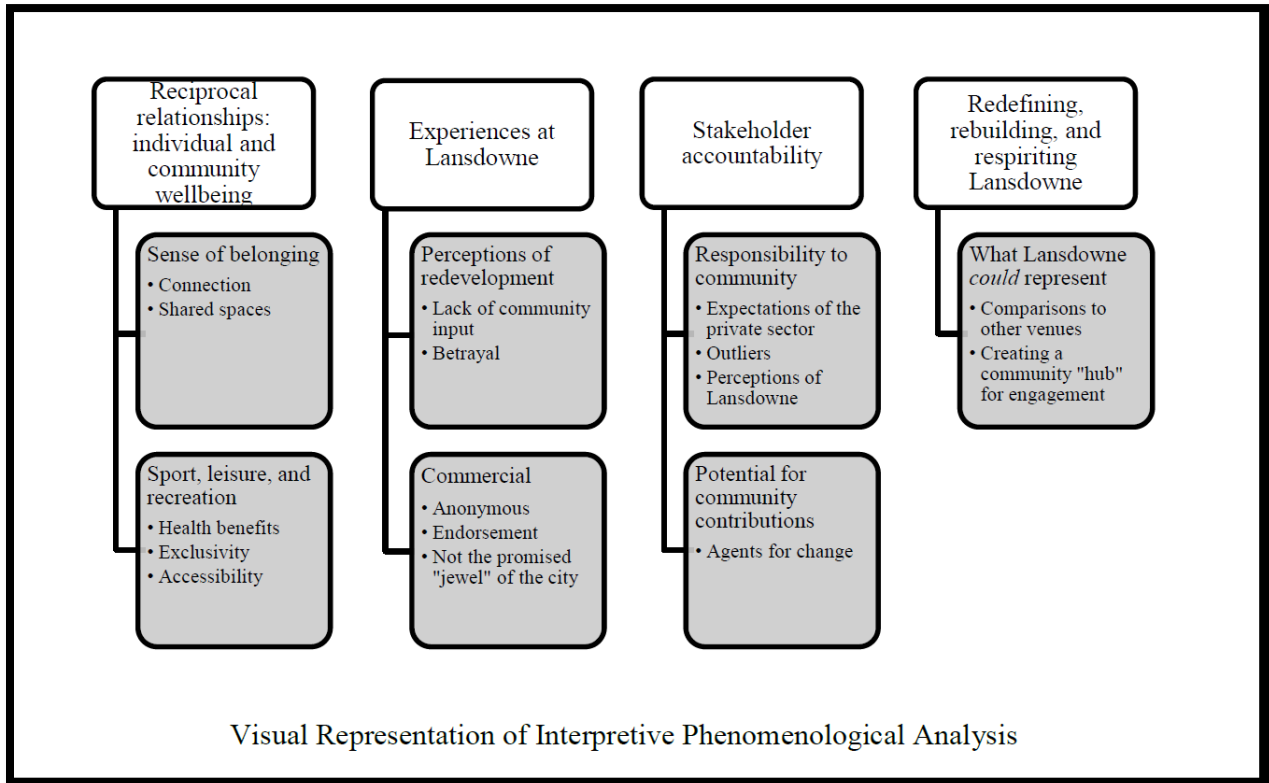 Reciprocal
relationships:
individual and
community
wellbeing
Sense of belonging
• Connection
• Shared spaces
Sport, leisure, and
recreation
• Health benefits
• Exclusivity
• Accessibility
Experiences at
Lansdowne
Perceptions of
redevelopment
• Lack of community
input
• Betrayal
Commercial
• Anonymous
• Endorsement
• Not the promised
"jewel" of the city
Stakeholder
accountability
Responsibility to
community
• Expectations of the
private sector
• Outliers
• Perceptions of
Lansdowne
Potential for
community
contributions
• Agents for change
Redefining,
rebuilding, and
respiriting
Lansdowne
What Lansdowne
could represent
• Comparisons to
other venues
• Creating a
community "hub"
for engagement
Visual Representation of Interpretive Phenomenological Analysis